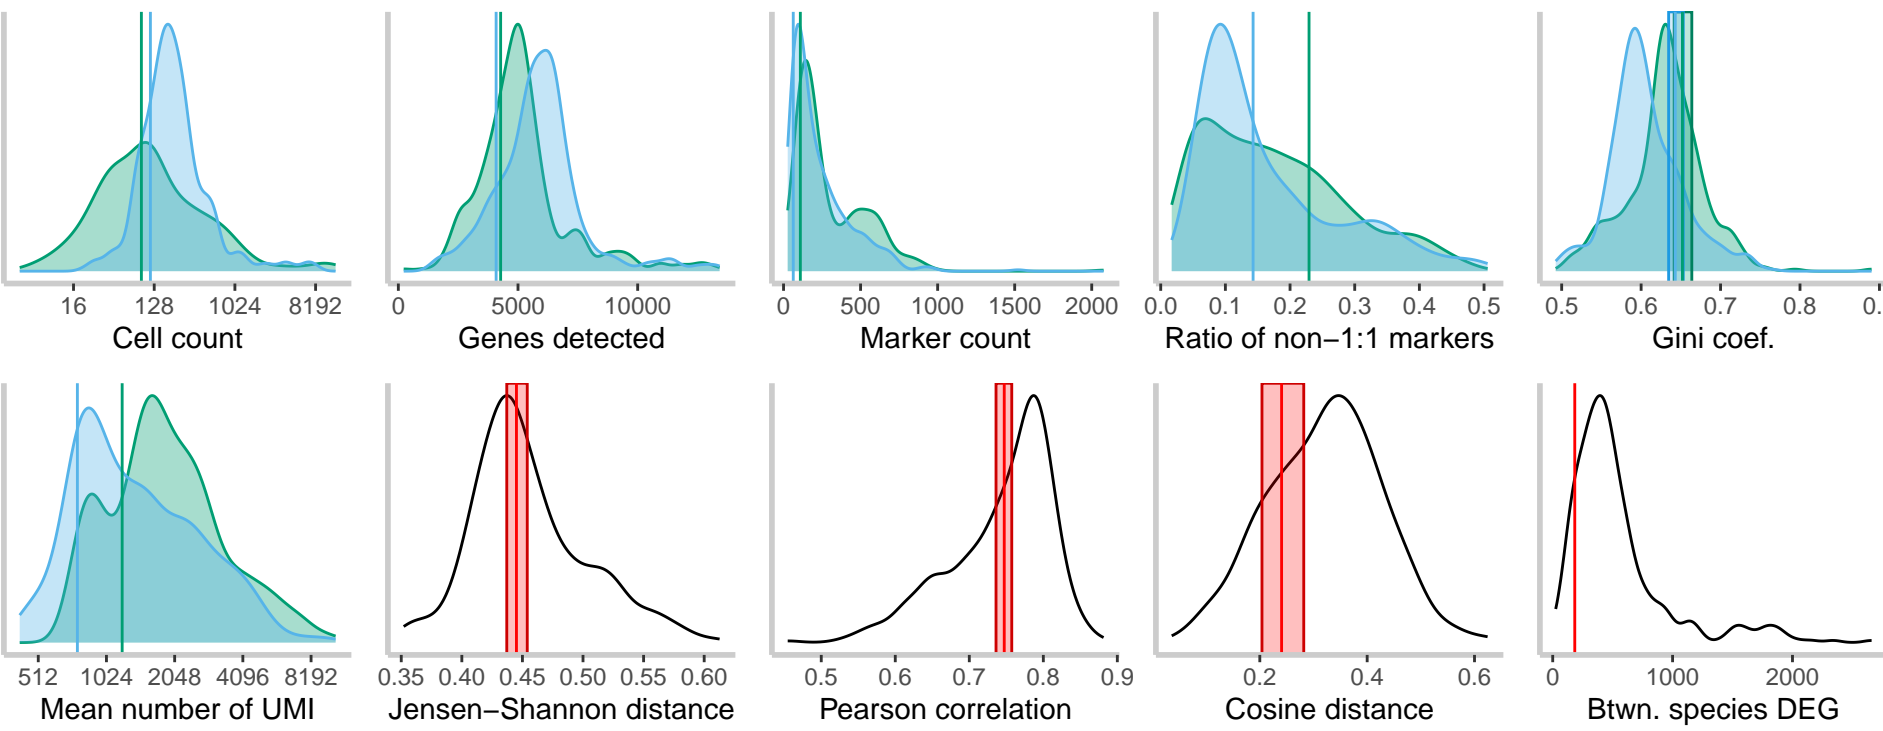 16 128 1024 8192
Cell count
0 5000 10000
Genes detected
0 500 1000 1500 2000
Marker count
0.0 0.1 0.2 0.3 0.4 0.5
Ratio of non−1:1 markers
0.5 0.6 0.7 0.8 0.
Gini coef.
512 1024 2048 4096 8192
Mean number of UMI
0.35 0.40 0.45 0.50 0.55 0.60
Jensen−Shannon distance
0.5 0.6 0.7 0.8 0.9
Pearson correlation
0.2 0.4 0.6
Cosine distance
0 1000 2000
Btwn. species DEG